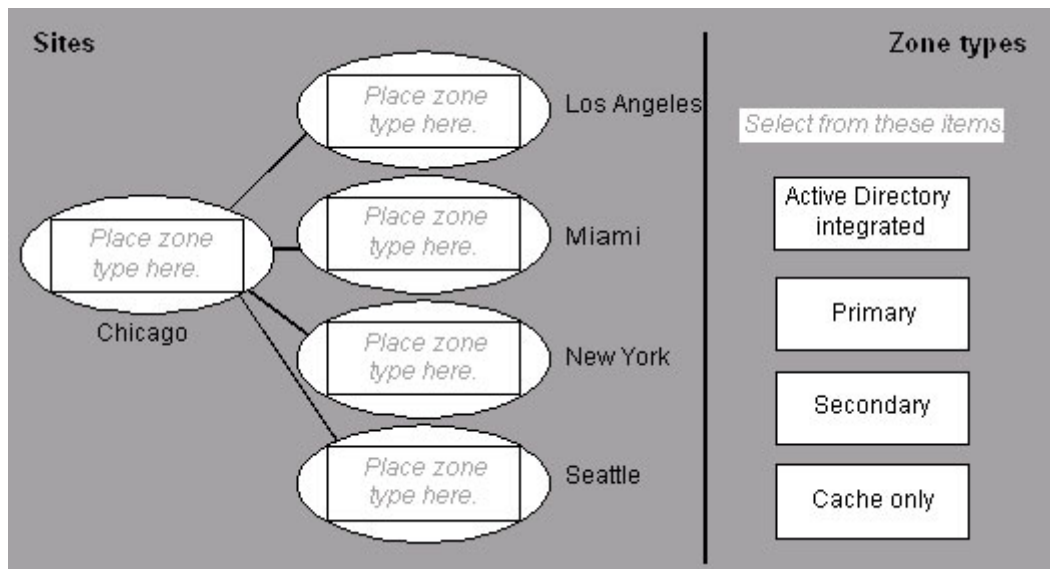 Sites
Place zone
type here.
Los Angeles
Place zone
type here.
Miami
Place zone
type here.
Chicago
Place zone
type here.
New York
Place zone
type here.
Seattle
Zone types
Select from these items.
Active Directory
integrated
Primary
Secondary
Cache only